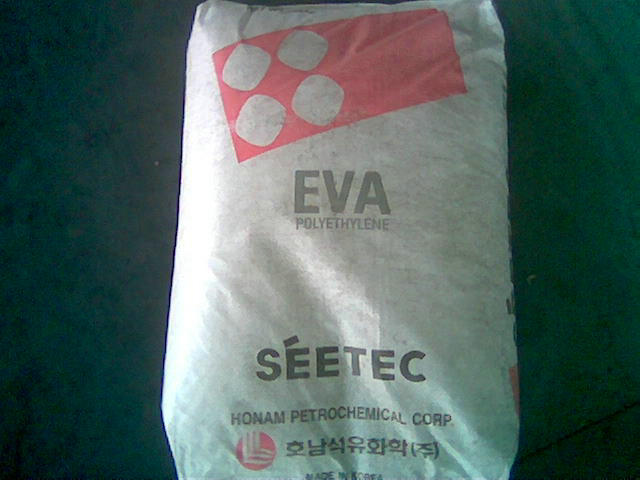 EVA
POLYETHYLENE
SÉETEC
HONAM PETROCHEMICAL CORP.
호남석유화학(주)
MADE IN KOREA